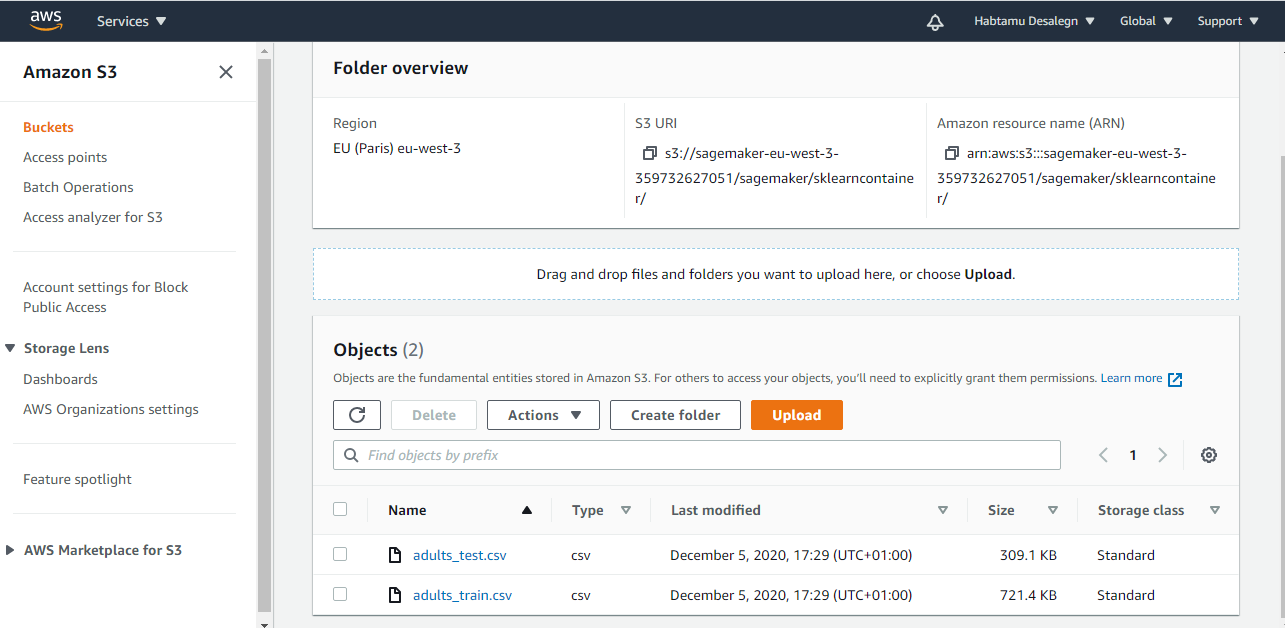 aws Services Habtamu Desalegn Global Support
Amazon S3
Buckets
Access points
Batch Operations
Access analyzer for S3
Account settings for Block
Public Access
Storage Lens
Dashboards
AWS Organizations settings
Feature spotlight
AWS Marketplace for S3
Folder overview
Region
EU (Paris) eu-west-3
S3 URI
s3://sagemaker-eu-west-3-
359732627051/sagemaker/sklearncontaine
r/
Amazon resource name (ARN)
arn:aws:s3:::sagemaker-eu-west-3-
359732627051/sagemaker/sklearncontaine
r/
Drag and drop files and folders you want to upload here, or choose Upload.
Objects (2)
Objects are the fundamental entities stored in Amazon S3. For others to access your objects, you'll need to explicitly grant them permissions. Learn more
Delete Actions Create folder Upload
Find objects by prefix 1
Name Type Last modified Size Storage class
adults_test.csv csv December 5, 2020, 17:29 (UTC+01:00) 309.1 KB Standard
adults_train.csv csv December 5, 2020, 17:29 (UTC+01:00) 721.4 KB Standard